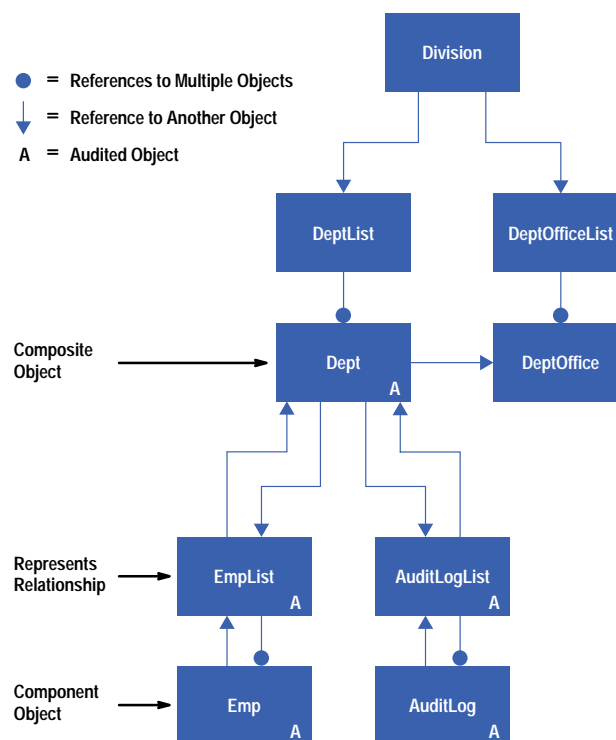 Division
= References to Multiple Objects
= Reference to Another Object
A = Audited Object
DeptList
DeptOfficeList
Composite
Object
Dept
A
DeptOffice
Represents
Relationship
EmpList
A
AuditLogList
A
Component
Object
Emp
A
AuditLog
A